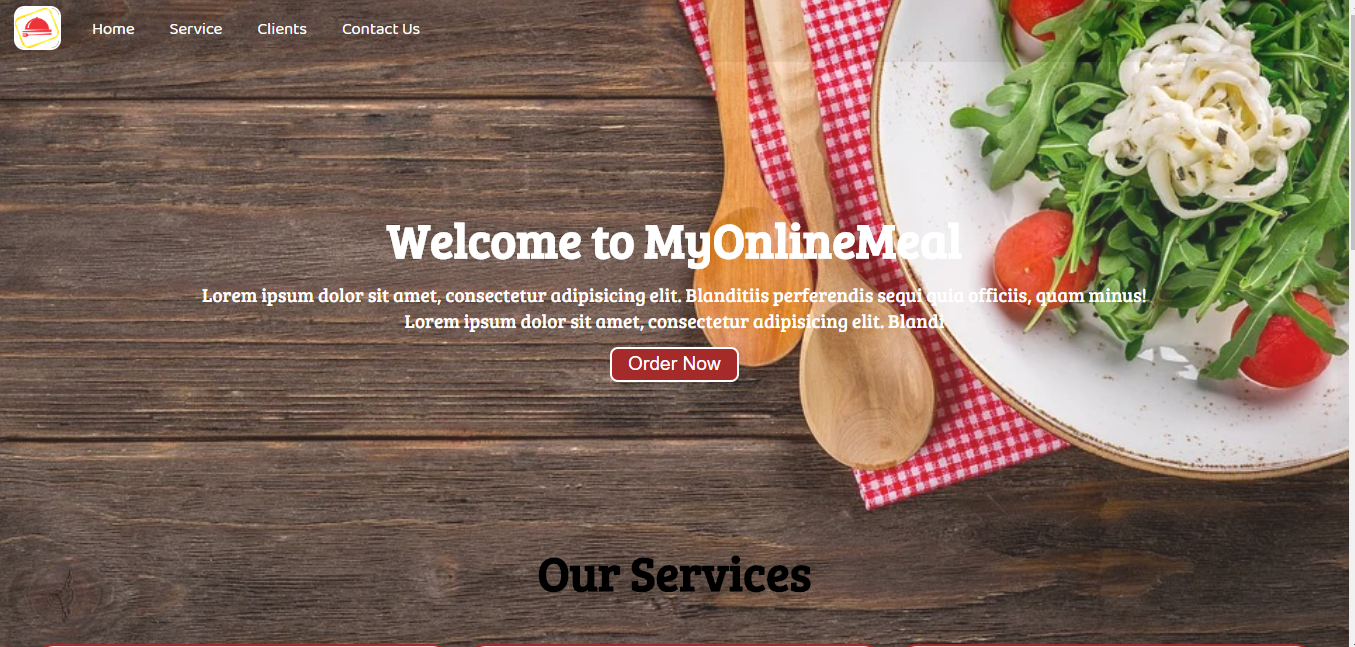 Home Service Clients Contact Us
Welcome to MyOnlineMeal
Lorem ipsum dolor sit amet, consectetur adipisicing elit. Blanditiis perferendis sequi quia officiis, quam minus!
Lorem ipsum dolor sit amet, consectetur adipisicing elit. Blandi
Order Now
Our Services